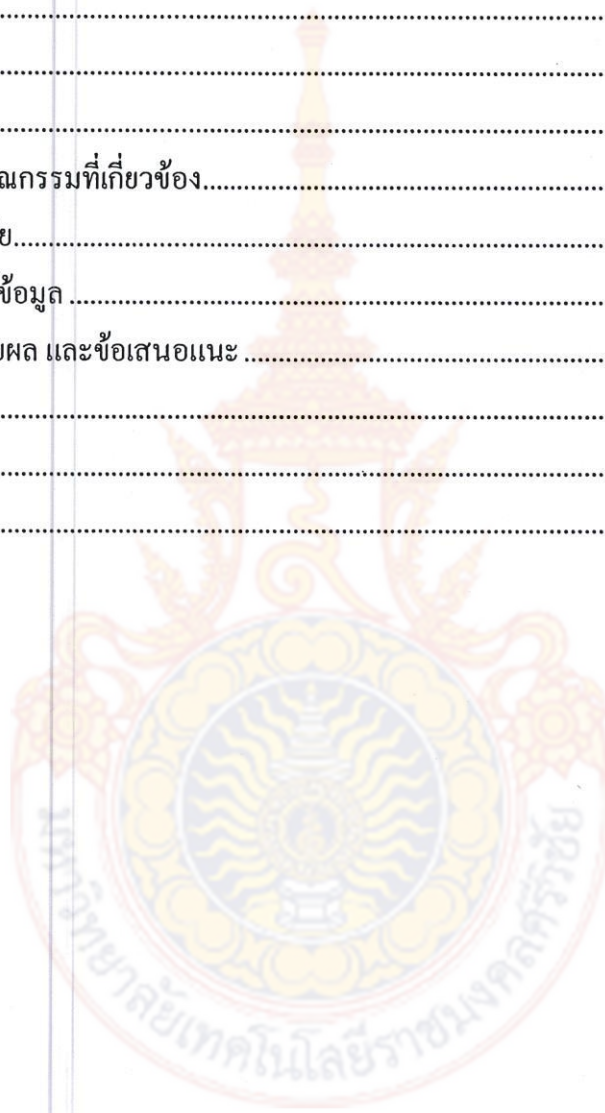 ................................................................................
................................................................................
................................................................................
ณกรรมที่เกี่ยวข้อง................................................................
ย................................................................................
ข้อมูล ................................................................................
ผล และข้อเสนอแนะ ................................................................
................................................................................
................................................................................
................................................................................
มหาวิทยาลัยเทคโนโลยีราชมงคลศรีวิชัย